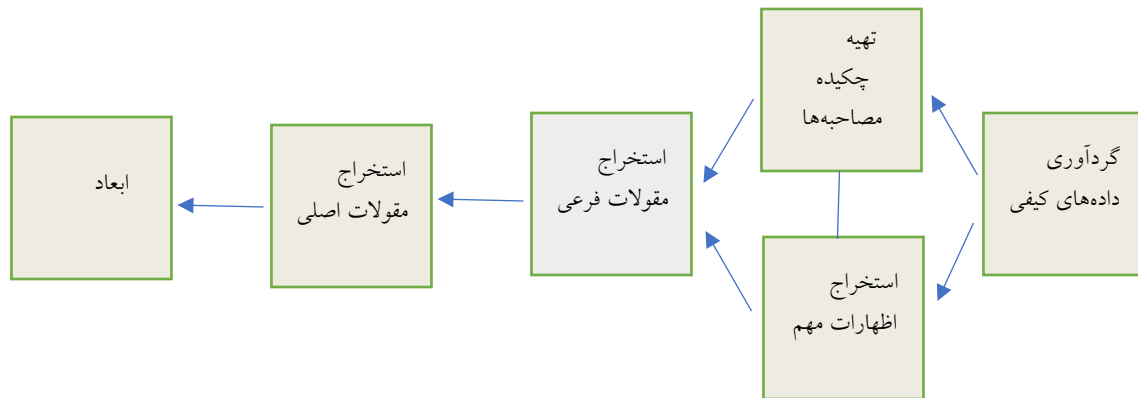 گردآوری
داده‌های کیفی
تهیه
چکیده
مصاحبه‌ها
استخراج
اظهارات مهم
استخراج
مقولات فرعی
استخراج
مقولات اصلی
ابعاد